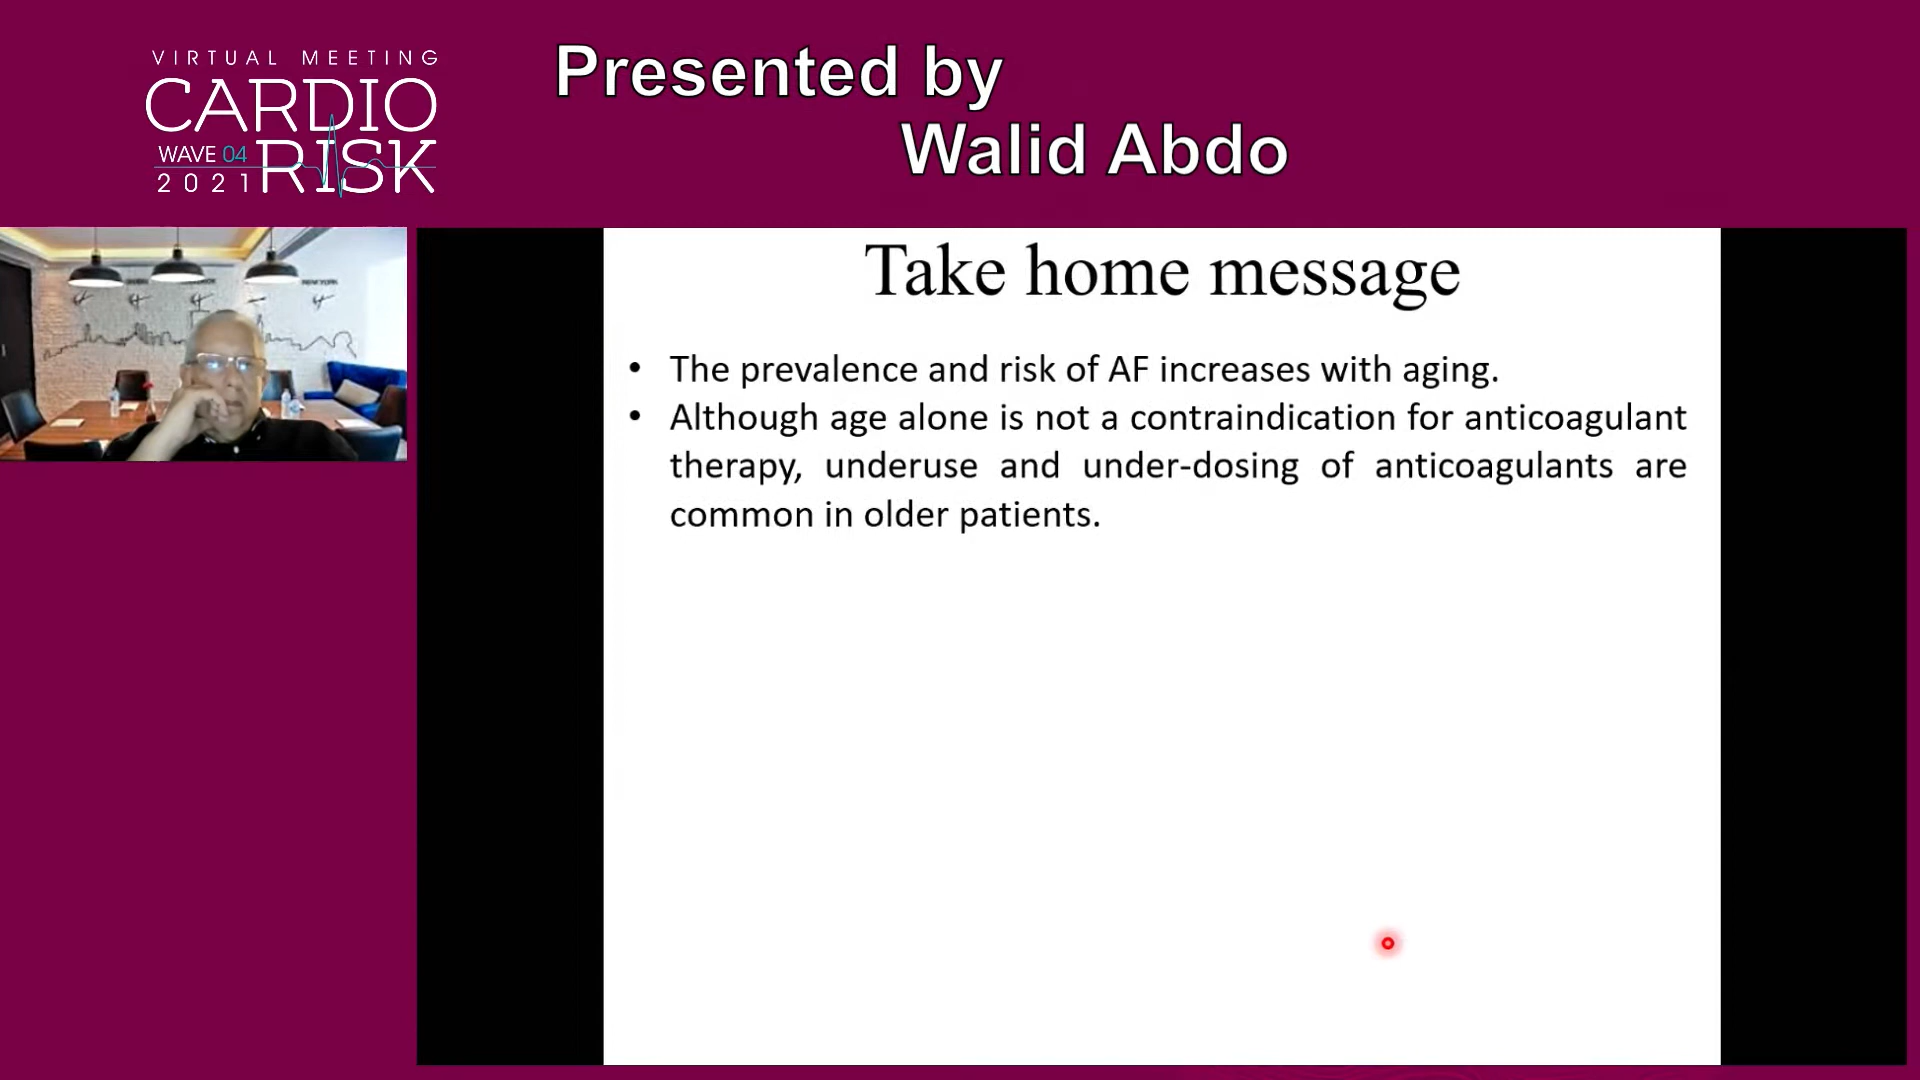 VIRTUAL MEETING
CARDIO
WAVE 04
RISK
2021
Presented by
Walid Abdo
Take home message
• The prevalence and risk of AF increases with aging.
• Although age alone is not a contraindication for anticoagulant
therapy, underuse and under-dosing of anticoagulants are
common in older patients.